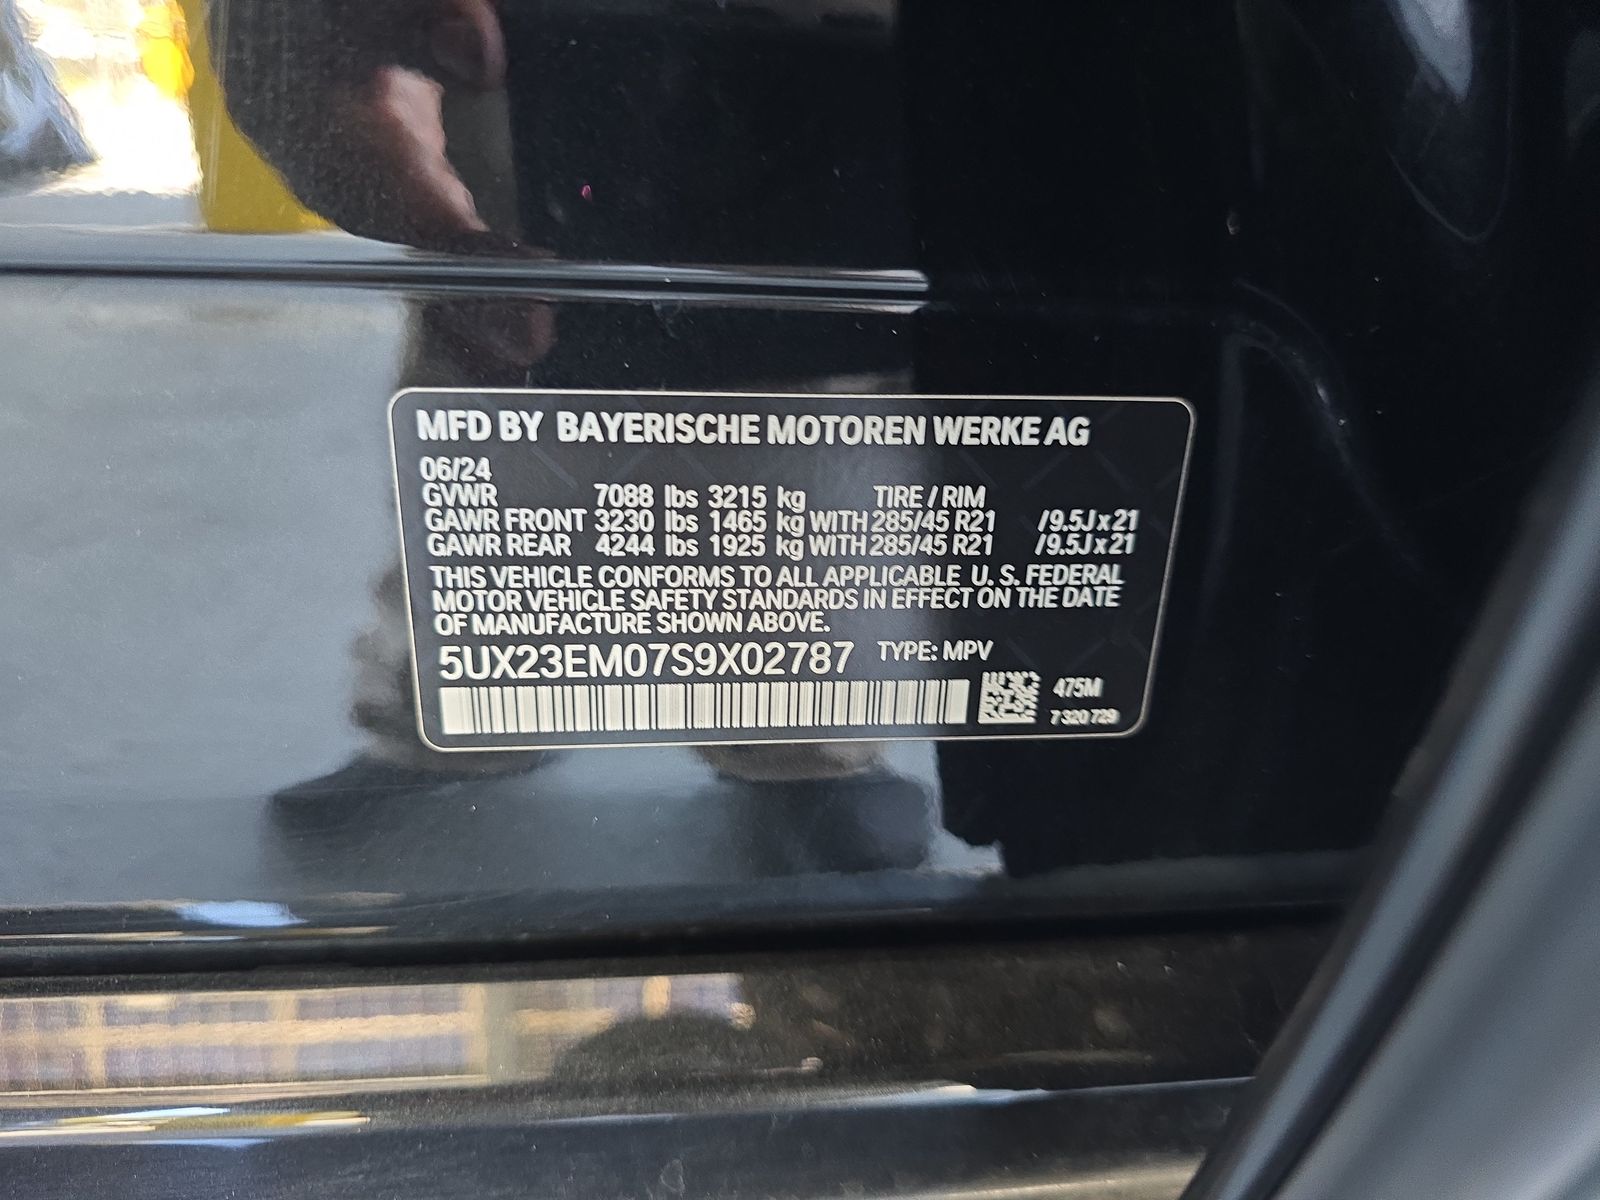 MFD BY BAYERISCHE MOTOREN WERKE AG
06/24
GVWR 7088 lbs 3215 kg TIRE / RIM
GAWR FRONT 3230 lbs 1465 kg WITH 285/45 R21 /9.5J x 21
GAWR REAR 4244 lbs 1925 kg WITH 285/45 R21 /9.5J x 21
THIS VEHICLE CONFORMS TO ALL APPLICABLE U. S. FEDERAL
MOTOR VEHICLE SAFETY STANDARDS IN EFFECT ON THE DATE
OF MANUFACTURE SHOWN ABOVE.
5UX23EM07S9X02787 TYPE: MPV
475M
7 320 729